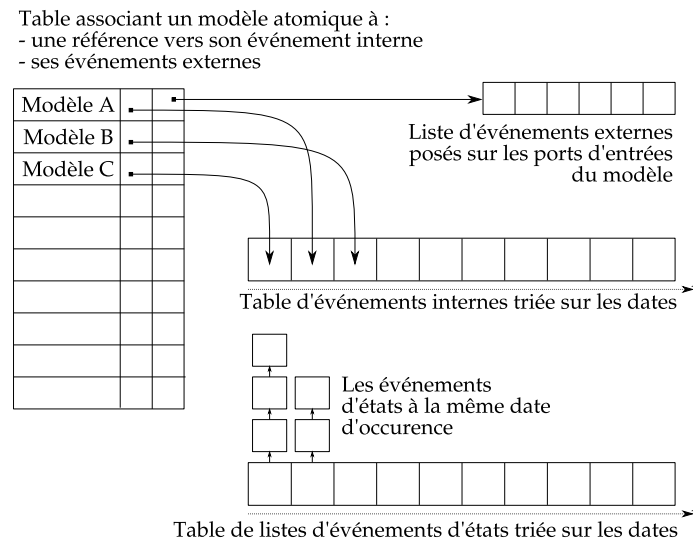 Table associant un modèle atomique à :
- une référence vers son événement interne
- ses événements externes
Modèle A
Modèle B
Modèle C
Liste d'événements externes
posés sur les ports d'entrées
du modèle
Table d'événements internes triée sur les dates
Les événements
d'états à la même date
d'occurence
Table de listes d'événements d'états triée sur les dates